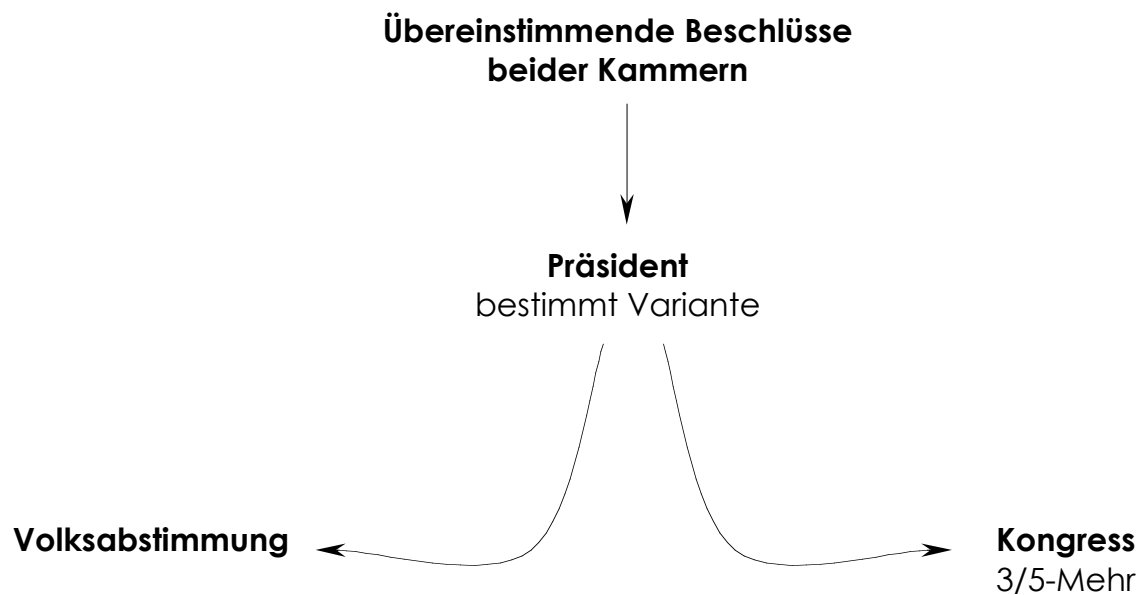 Übereinstimmende Beschlüsse
beider Kammern
Präsident
bestimmt Variante
Volksabstimmung
Kongress
3/5-Mehr